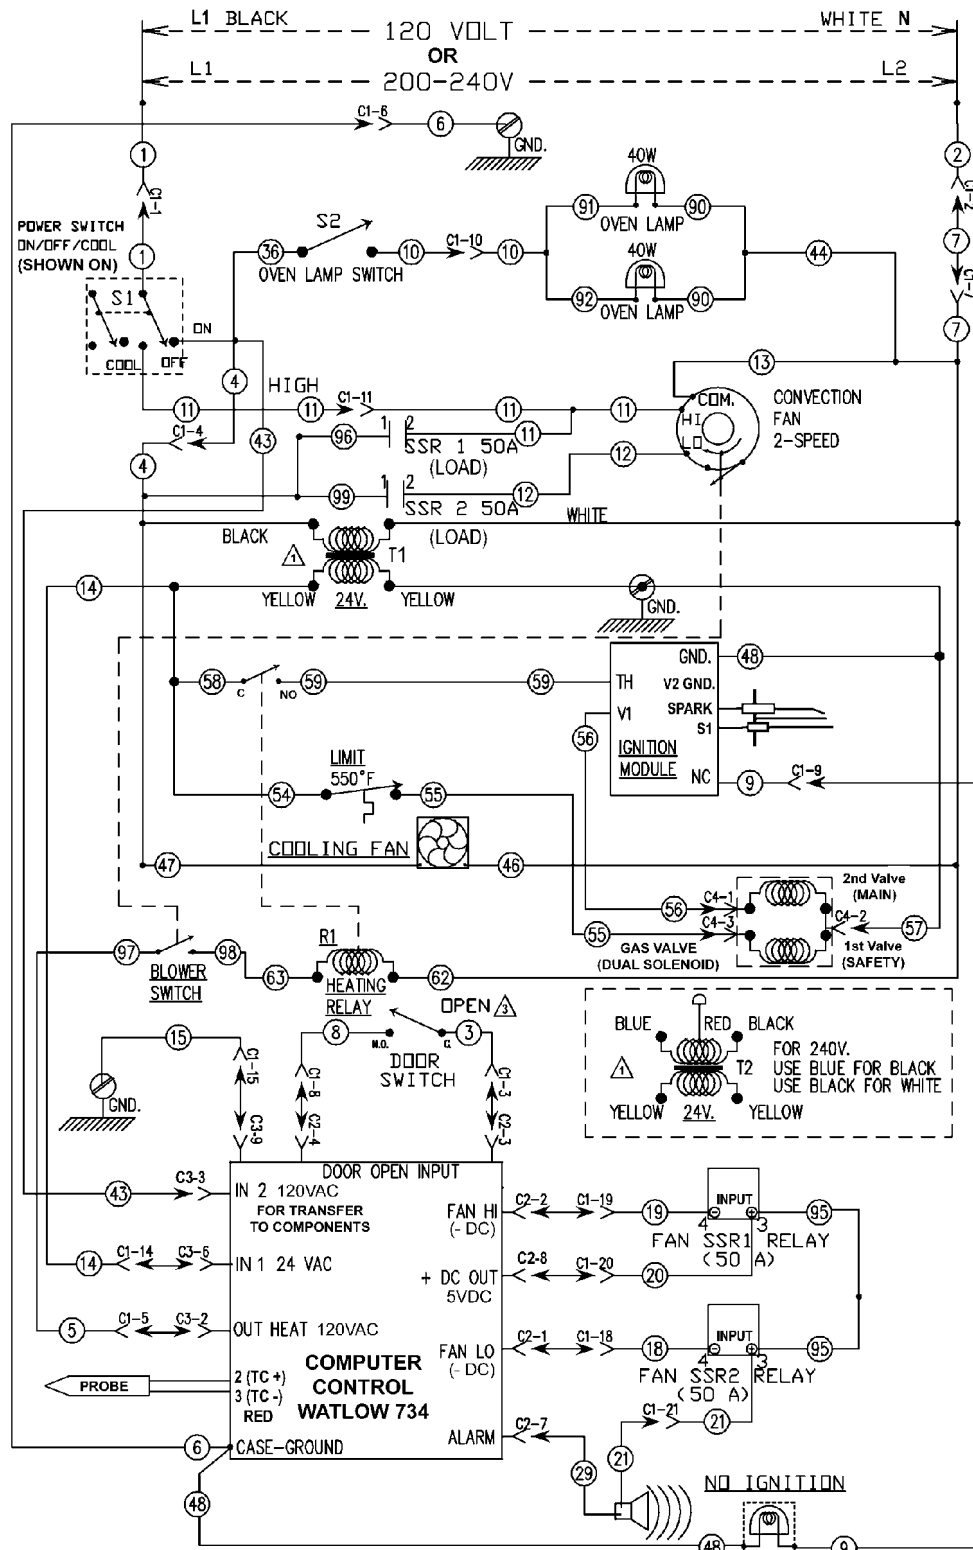 L1 BLACK
120 VOLT
WHITE N
OR
L1
200-240V
L2
C1-6
6
GND.
1
2
C1-1
C1-2
40W
91
90
OVEN LAMP
POWER SWITCH
ON/OFF/COOL
(SHOWN ON)
1
S2
36
10
C1-10
10
OVEN LAMP SWITCH
40W
44
7
C1-7
92
90
OVEN LAMP
7
S1
ON
COOL
OFF
13
4
HIGH
C1-11
11
11
11
11
COM.
HI
LO
CONVECTION
FAN
2-SPEED
C1-4
43
96
1
2
11
SSR 1 50A
(LOAD)
4
12
99
1
2
12
SSR 2 50A
(LOAD)
BLACK
WHITE
1
T1
14
YELLOW
24V.
YELLOW
GND.
58
C
NO
59
59
TH
GND.
48
V2 GND.
V1
SPARK
S1
56
IGNITION
MODULE
NC
9
C1-9
LIMIT
550°F
54
55
COOLING FAN
47
46
2nd Valve
(MAIN)
56
C4-1
C4-3
C4-2
57
55
GAS VALVE
(DUAL SOLENOID)
1st Valve
(SAFETY)
97
98
BLOWER
SWITCH
R1
63
62
HEATING
RELAY
OPEN 3
15
8
N.O.
C.
3
DOOR
SWITCH
GND.
C1-15
C3-9
C1-8
C2-4
C1-3
C2-3
BLUE
RED
BLACK
1
T2
FOR 240V.
USE BLUE FOR BLACK
USE BLACK FOR WHITE
YELLOW
24V.
YELLOW
DOOR OPEN INPUT
43
C3-3
IN 2 120VAC
FOR TRANSFER
TO COMPONENTS
FAN HI
(- DC)
C2-2
C1-19
19
INPUT
4
3
95
FAN SSR1 RELAY
(50 A)
14
C1-14
C3-6
IN 1 24 VAC
+ DC OUT
5VDC
C2-8
C1-20
20
5
C1-5
C3-2
OUT HEAT 120VAC
FAN LO
(- DC)
C2-1
C1-18
18
INPUT
4
3
95
FAN SSR2 RELAY
(50 A)
COMPUTER
CONTROL
WATLOW 734
PROBE
2 (TC +)
3 (TC -)
RED
C1-21
21
6
CASE-GROUND
ALARM
C2-7
29
21
48
NO IGNITION
48
9